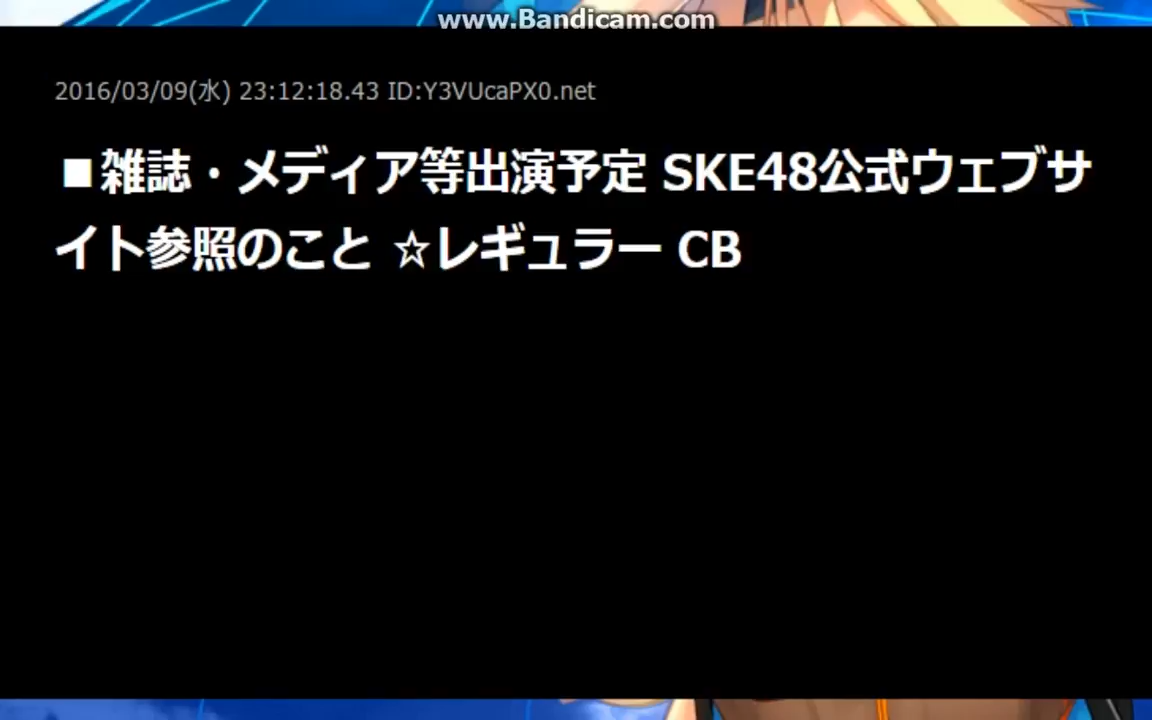 www.Bandicam.com
2016/03/09(水) 23:12:18.43 ID:Y3VUcaPX0.net
■雑誌・メディア等出演予定 SKE48公式ウェブサ
イト参照のこと ☆レギュラー CB